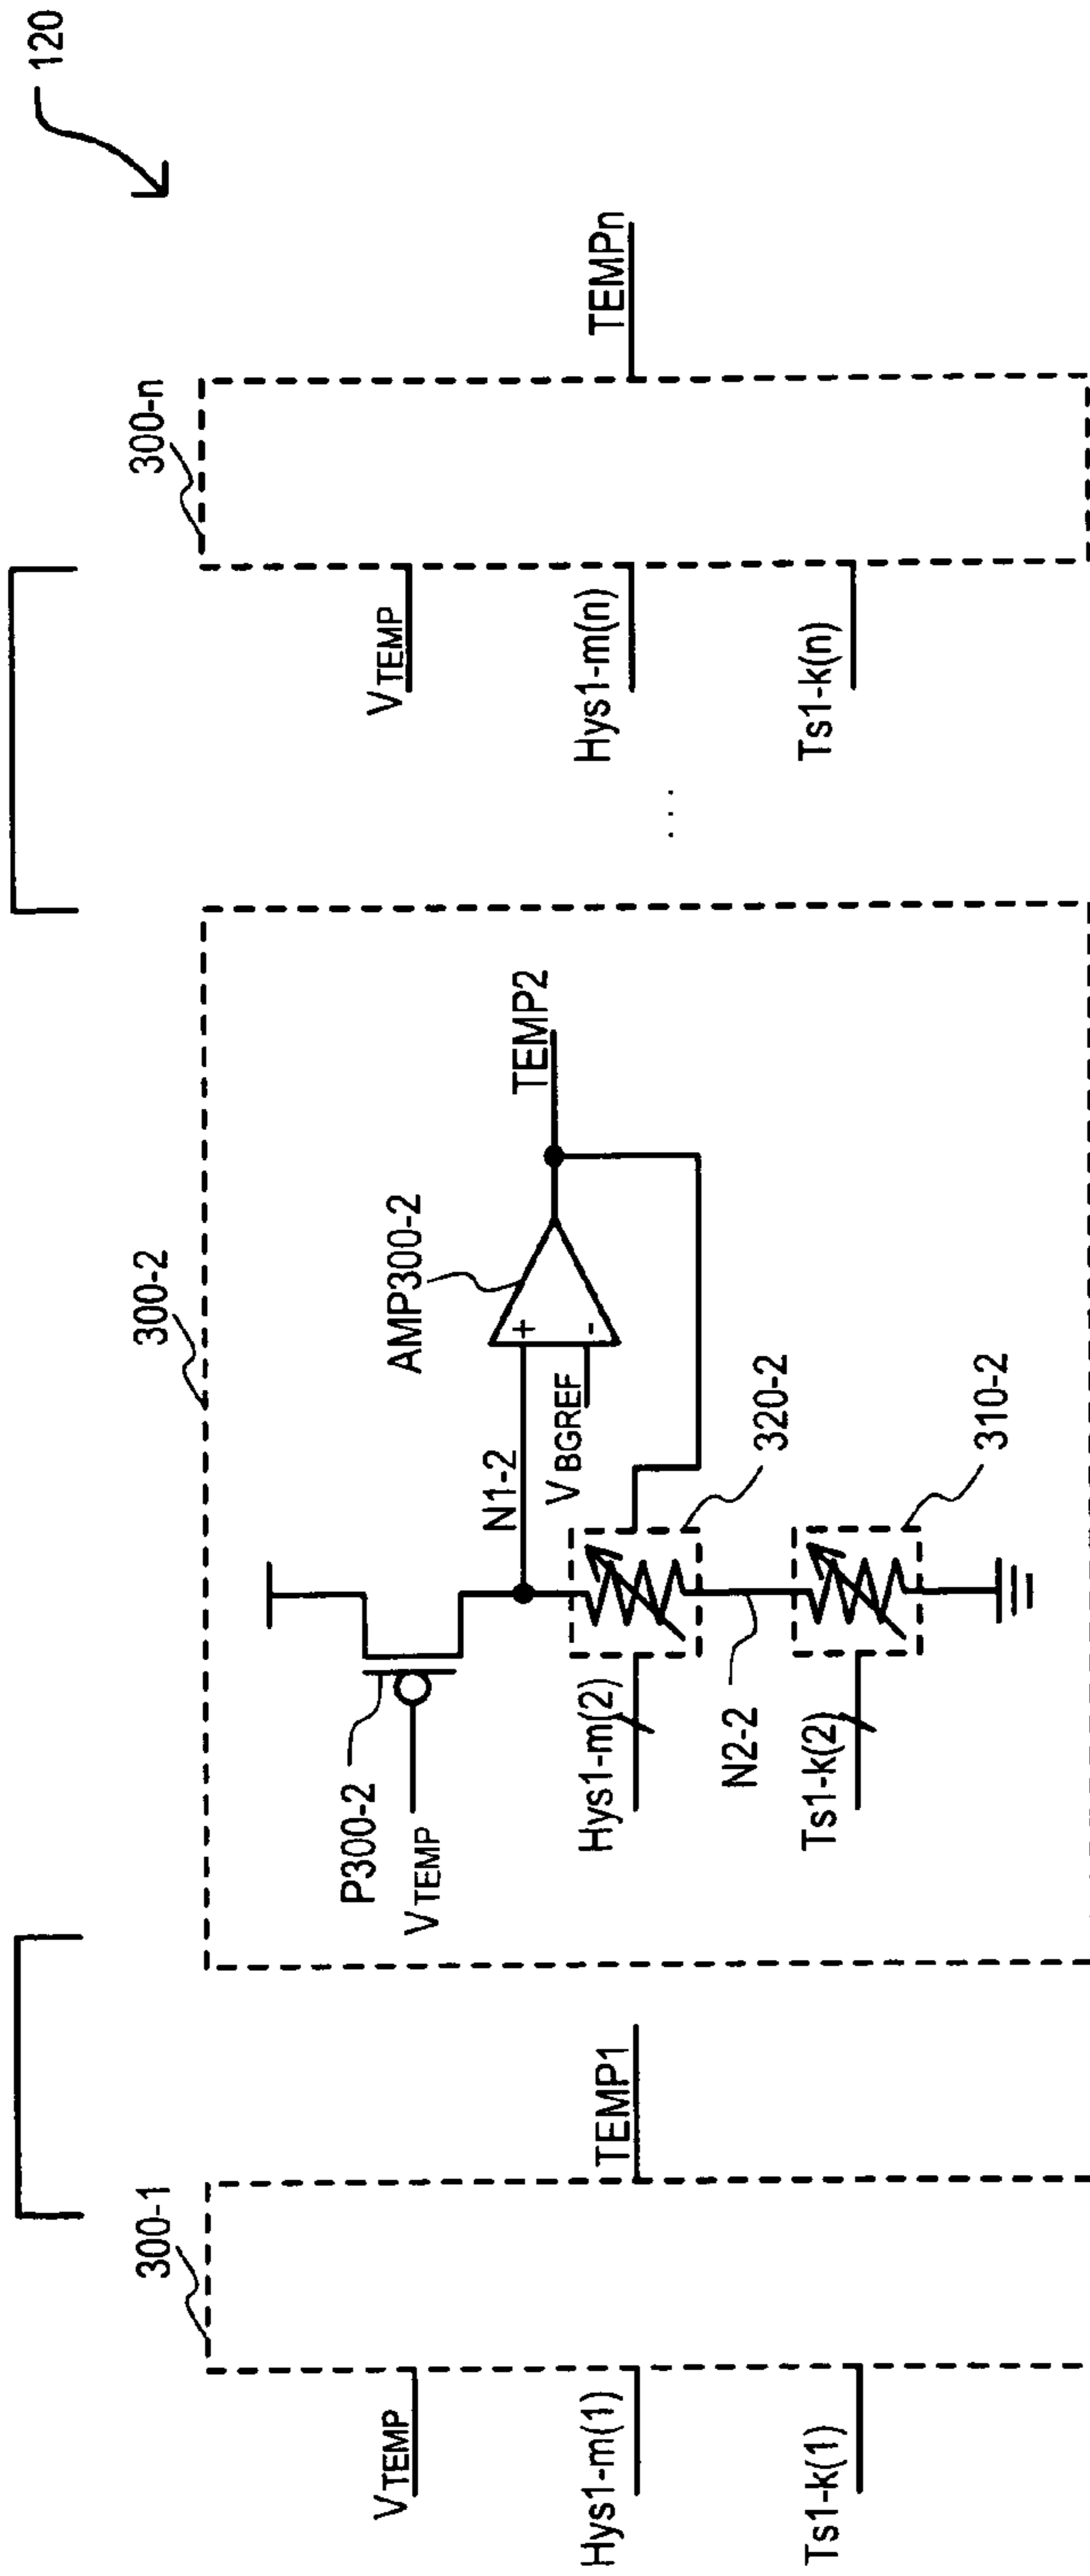 120
300-1
VTEMP
Hys1-m(1)
Ts1-k(1)
TEMP1
300-2
P300-2
VTEMP
N1-2
AMP300-2
+
-
VBGREF
TEMP2
Hys1-m(2)
320-2
N2-2
Ts1-k(2)
310-2
...
300-n
VTEMP
Hys1-m(n)
Ts1-k(n)
TEMPn